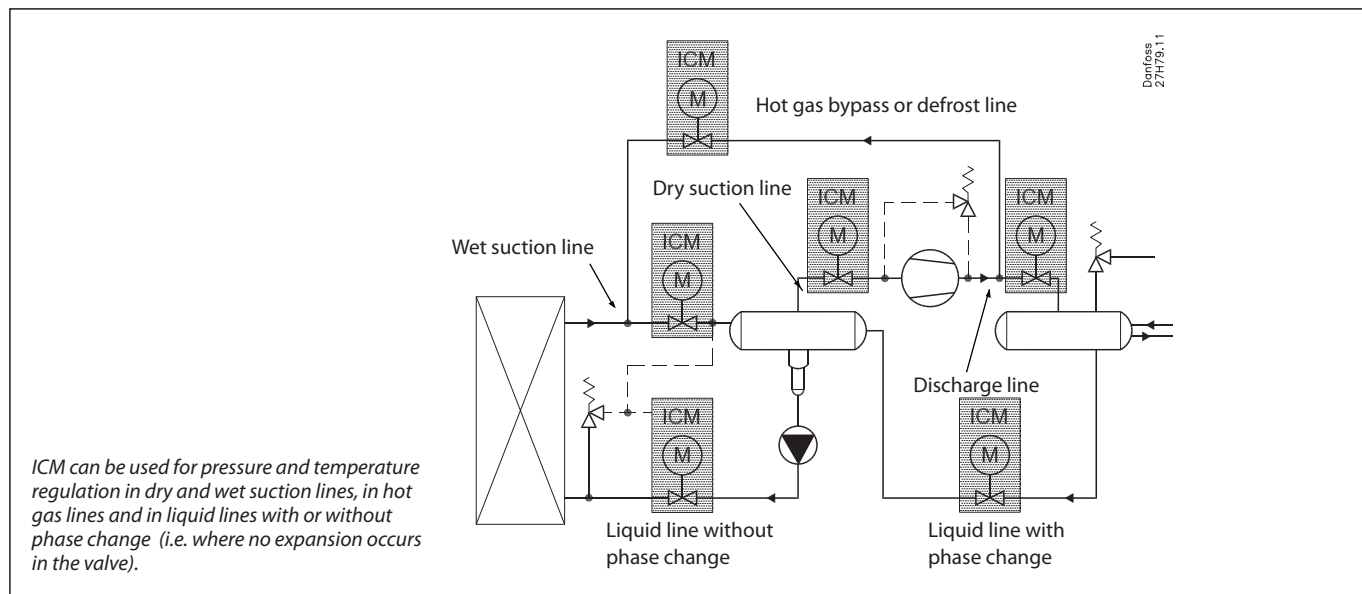 Danfoss
27H79.11
ICM
M
Hot gas bypass or defrost line
Dry suction line
ICM
M
ICM
M
Wet suction line
ICM
M
Discharge line
ICM
M
ICM
M
Liquid line without
phase change
Liquid line with
phase change
ICM can be used for pressure and temperature
regulation in dry and wet suction lines, in hot
gas lines and in liquid lines with or without
phase change (i.e. where no expansion occurs
in the valve).